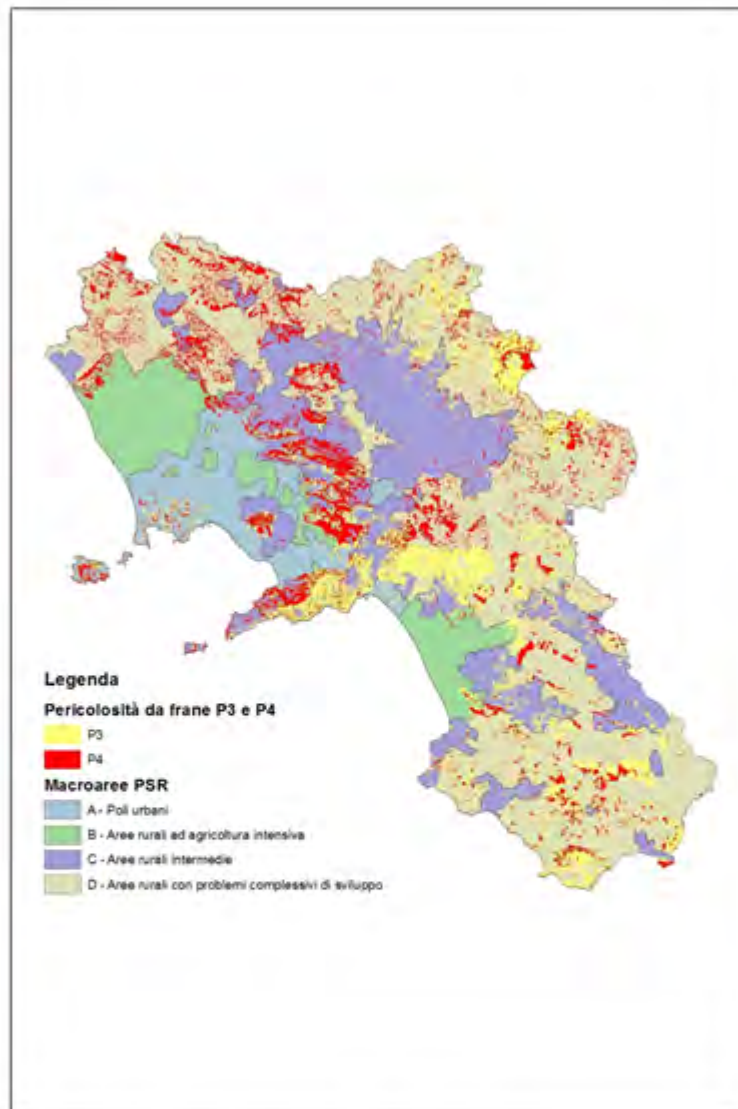 Legenda
Pericolosità da frane P3 e P4
P3
P4
Macroaree PSR
A - Poli urbani
B - Aree rurali ad agricoltura intensiva
C - Aree rurali intermedie
D - Aree rurali con problemi complessivi di sviluppo